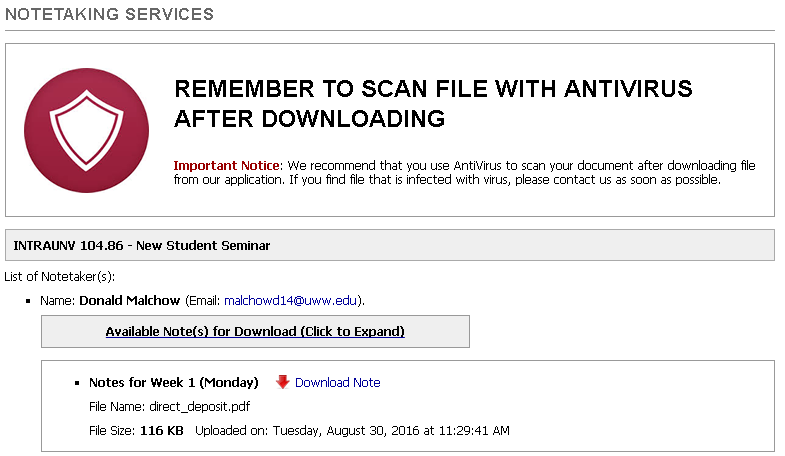 NOTETAKING SERVICES
REMEMBER TO SCAN FILE WITH ANTIVIRUS
AFTER DOWNLOADING
Important Notice: We recommend that you use AntiVirus to scan your document after downloading file
from our application. If you find file that is infected with virus, please contact us as soon as possible.
INTRAUNV 104.86 - New Student Seminar
List of Notetaker(s):
Name: Donald Malchow (Email: malchowd14@uww.edu).
Available Note(s) for Download (Click to Expand)
Notes for Week 1 (Monday) Download Note
File Name: direct_deposit.pdf
File Size: 116 KB Uploaded on: Tuesday, August 30, 2016 at 11:29:41 AM